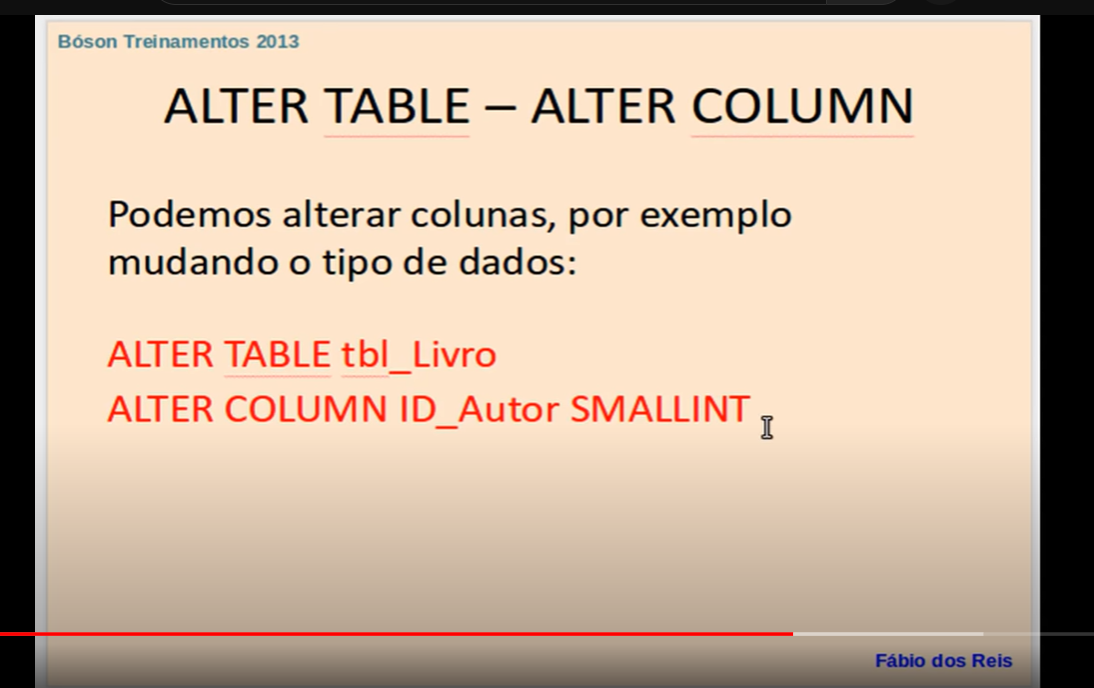 Bóson Treinamentos 2013
ALTER TABLE – ALTER COLUMN
Podemos alterar colunas, por exemplo
mudando o tipo de dados:
ALTER TABLE tbl_Livro
ALTER COLUMN ID_Autor SMALLINT
Fábio dos Reis